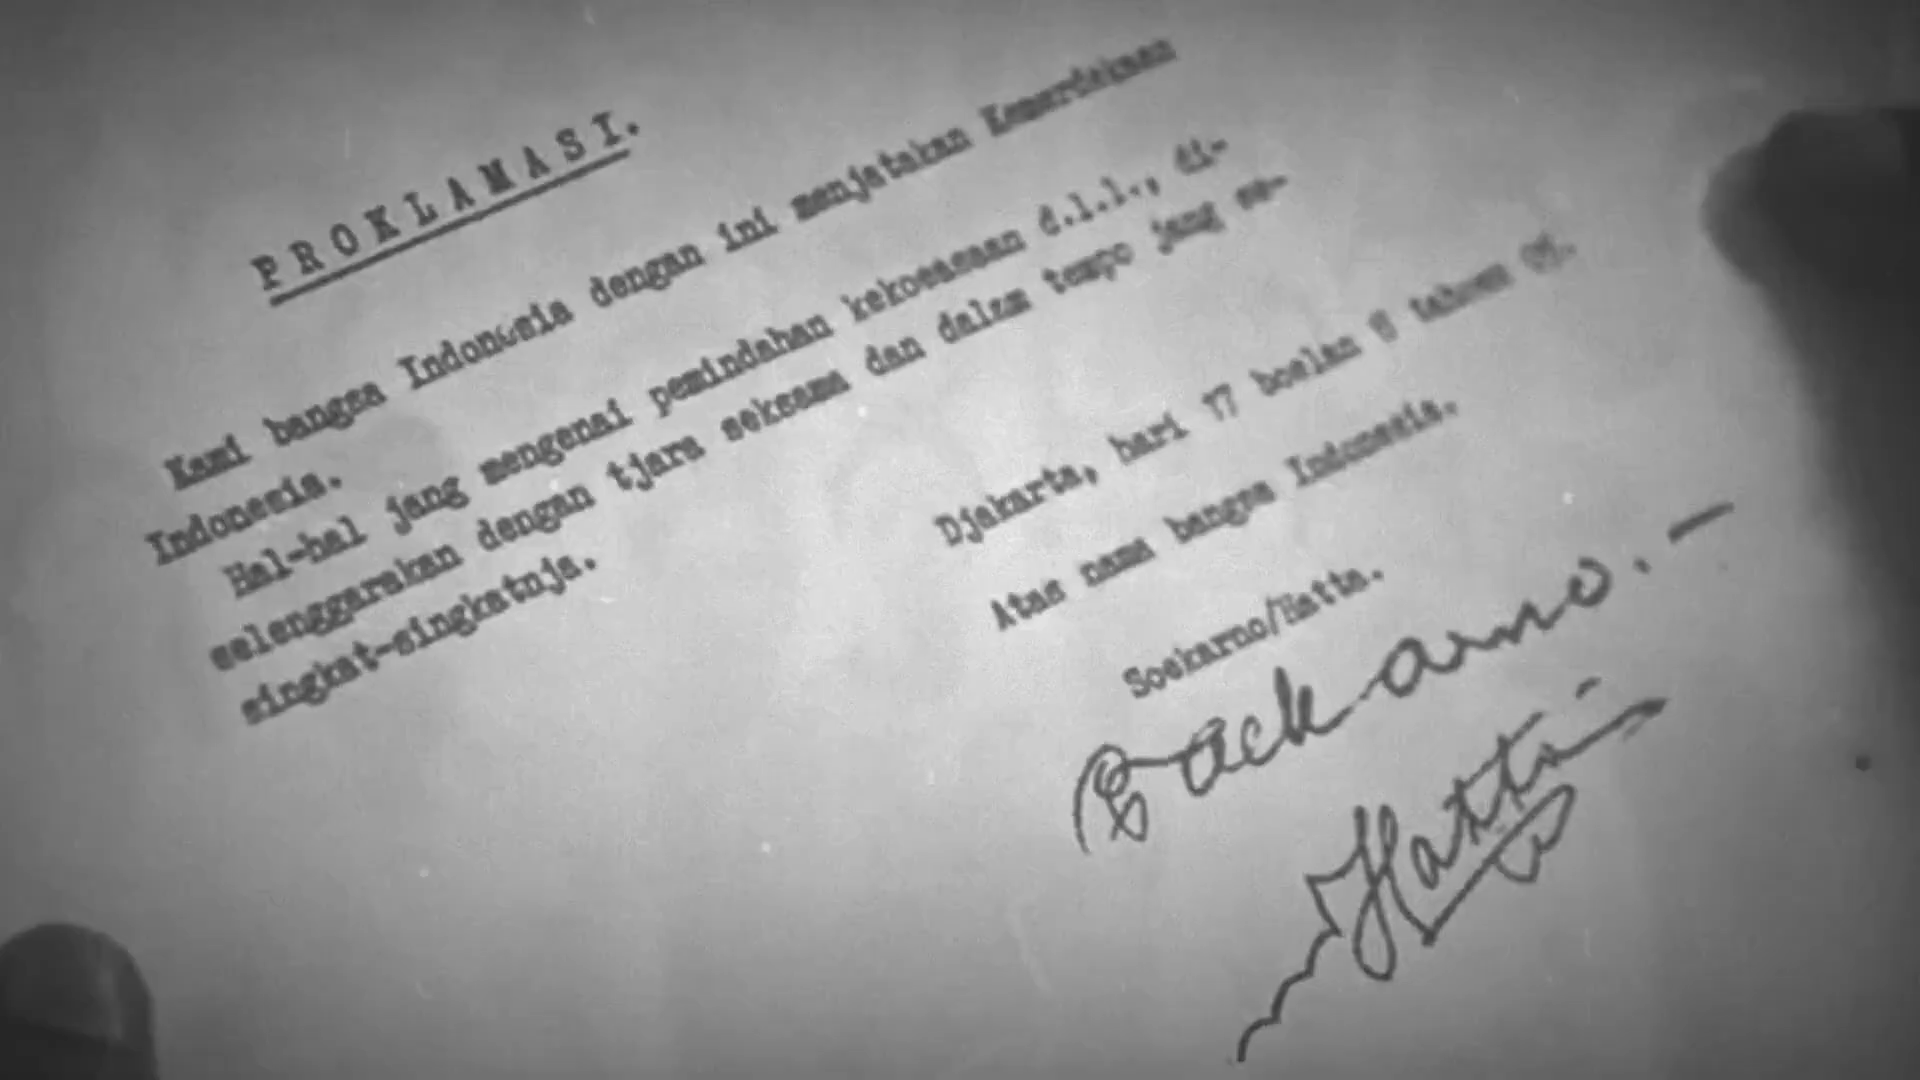 PROKLAMASI.
Kami bangsa Indonesia dengan ini menjatakan Kemerdekaan
Indonesia.
Hal-hal jang mengenai pemindahan kekoeasaan d.l.l., di-
selenggarakan dengan tjara seksama dan dalam tempo jang se-
singkat-singkatnja.
Djakarta, hari 17 boelan 8 tahoen 05.
Atas nama bangsa Indonesia.
Soekarno/Hatta.
Soekarno.-
Hatta